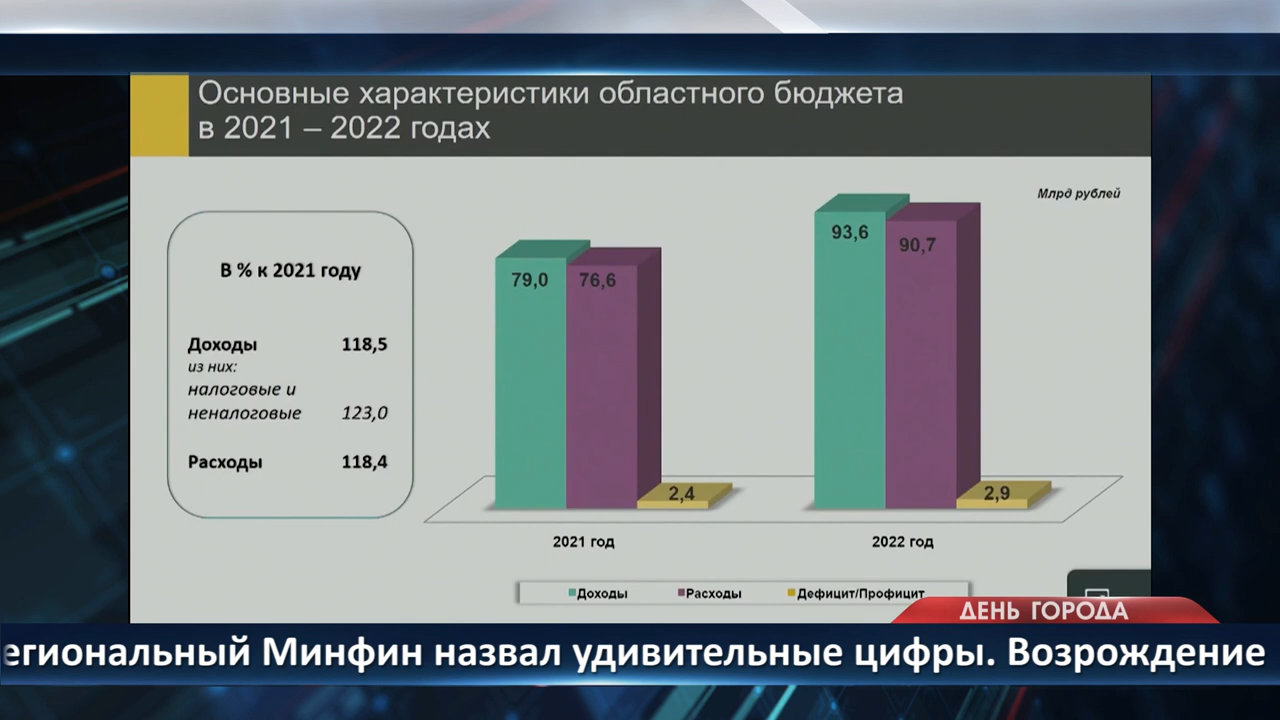 Основные характеристики областного бюджета
в 2021 – 2022 годах
Млрд рублей
В % к 2021 году
Доходы 118,5
из них:
налоговые и
неналоговые 123,0
Расходы 118,4
79,0 76,6 2,4
93,6 90,7 2,9
2021 год 2022 год
Доходы Расходы Дефицит/Профицит
ДЕНЬ ГОРОДА
егиональный Минфин назвал удивительные цифры. Возрождение